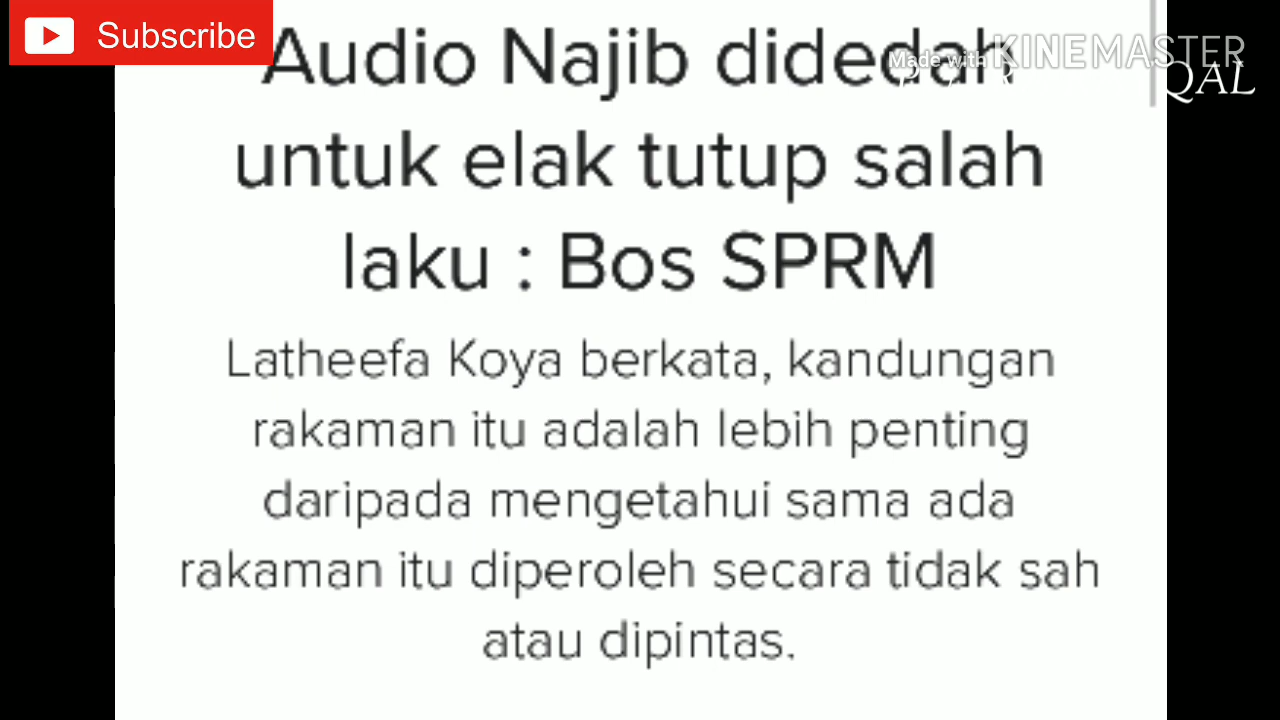 Subscribe
Made with KINEMASTER
QAL
Audio Najib didedah
untuk elak tutup salah
laku : Bos SPRM
Latheefa Koya berkata, kandungan
rakaman itu adalah lebih penting
daripada mengetahui sama ada
rakaman itu diperoleh secara tidak sah
atau dipintas.